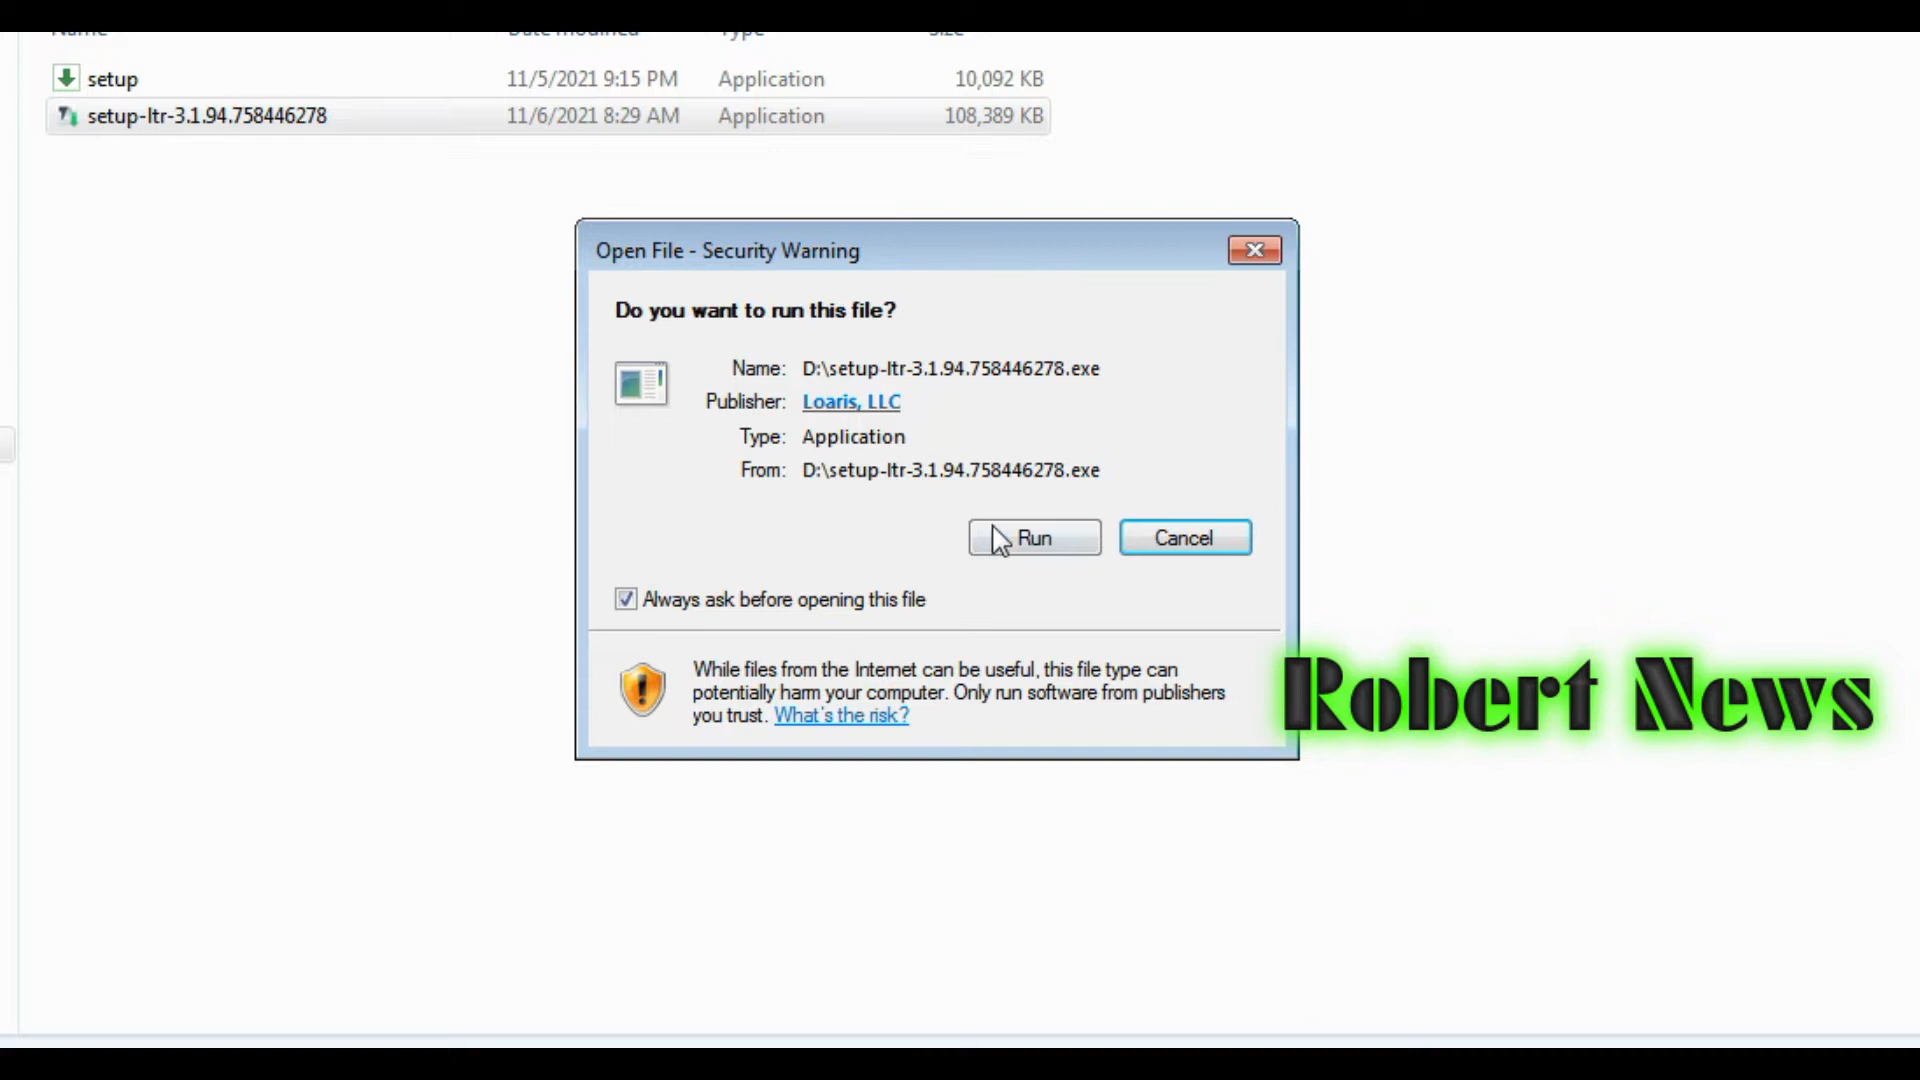 Name Date modified Type Size
setup 11/5/2021 9:15 PM Application 10,092 KB
setup-ltr-3.1.94.758446278 11/6/2021 8:29 AM Application 108,389 KB
Open File - Security Warning
Do you want to run this file?
Name: D:\setup-ltr-3.1.94.758446278.exe
Publisher: Loaris, LLC
Type: Application
From: D:\setup-ltr-3.1.94.758446278.exe
Run Cancel
Always ask before opening this file
While files from the Internet can be useful, this file type can
potentially harm your computer. Only run software from publishers
you trust. What's the risk?
Robert News